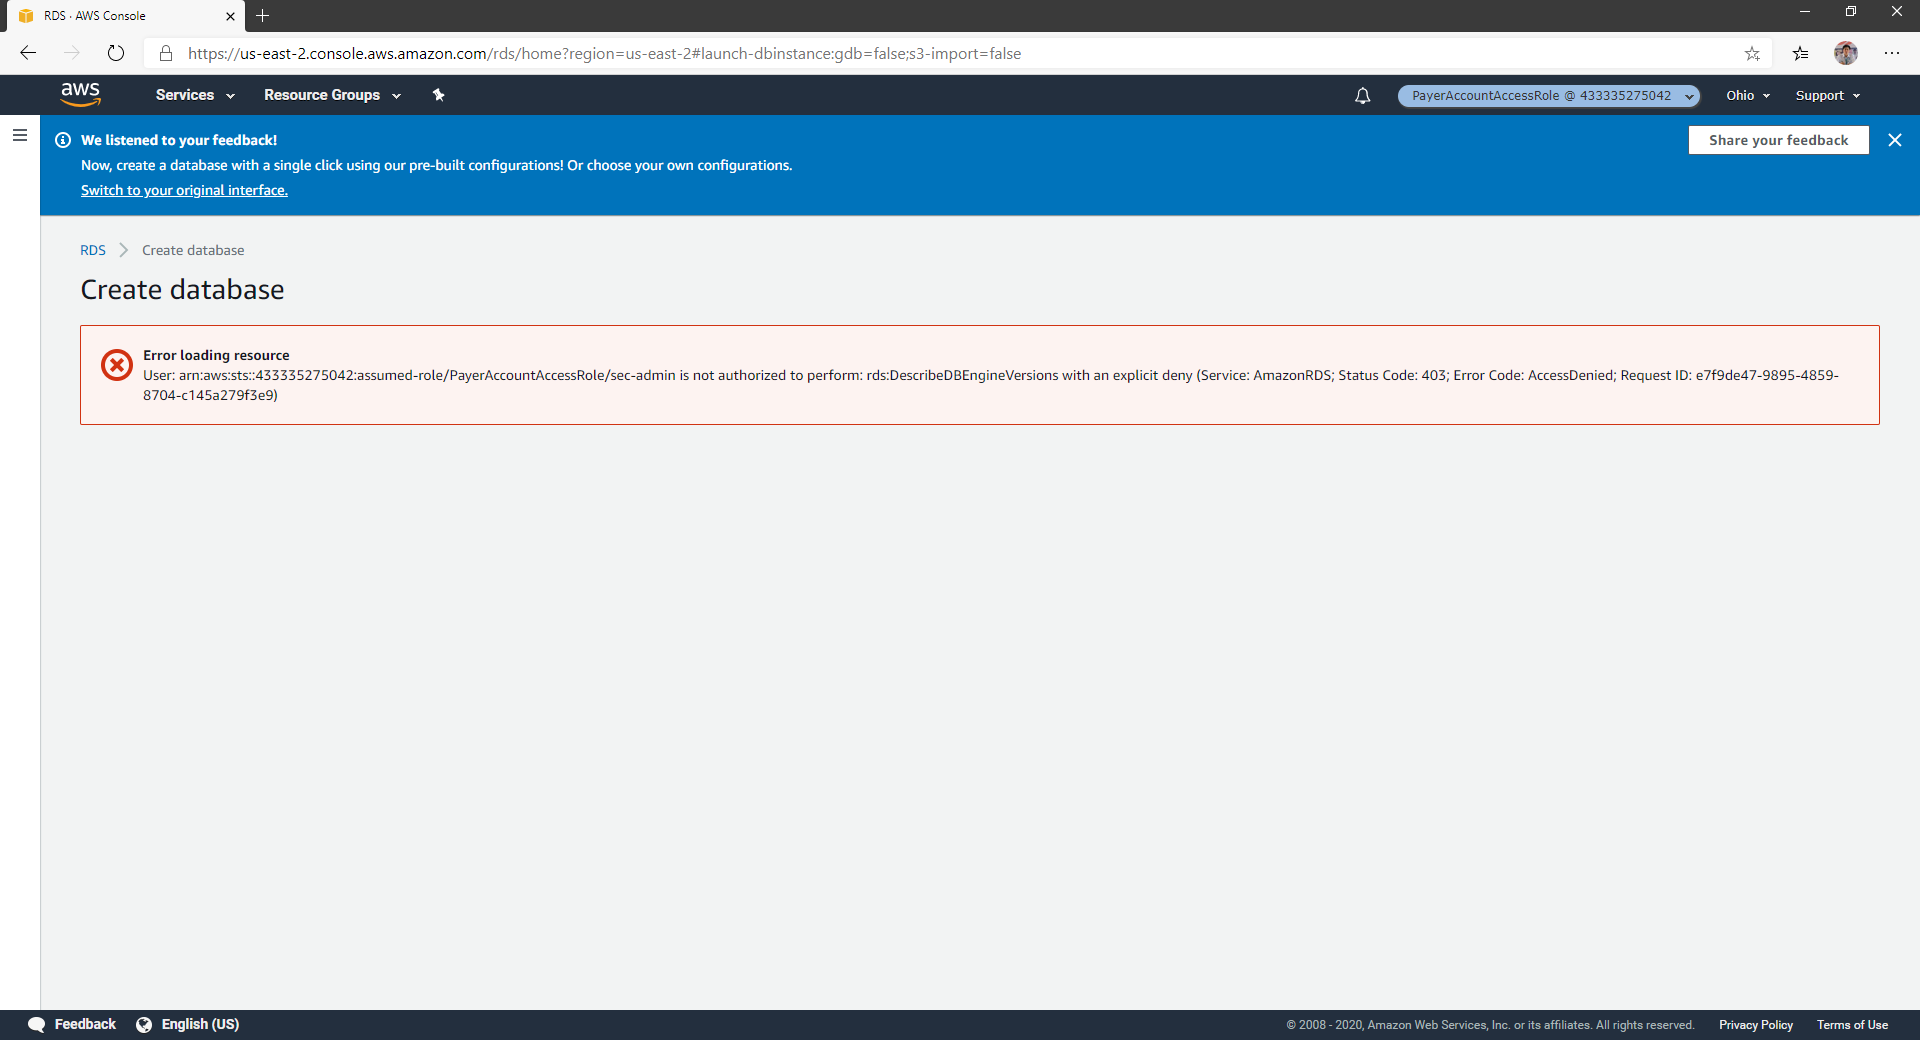 RDS · AWS Console
https://us-east-2.console.aws.amazon.com/rds/home?region=us-east-2#launch-dbinstance:gdb=false;s3-import=false
aws Services Resource Groups PayerAccountAccessRole @ 433335275042 Ohio Support
We listened to your feedback! Share your feedback
Now, create a database with a single click using our pre-built configurations! Or choose your own configurations.
Switch to your original interface.
RDS Create database
Create database
Error loading resource
User: arn:aws:sts::433335275042:assumed-role/PayerAccountAccessRole/sec-admin is not authorized to perform: rds:DescribeDBEngineVersions with an explicit deny (Service: AmazonRDS; Status Code: 403; Error Code: AccessDenied; Request ID: e7f9de47-9895-4859-
8704-c145a279f3e9)
Feedback English (US) © 2008 - 2020, Amazon Web Services, Inc. or its affiliates. All rights reserved. Privacy Policy Terms of Use